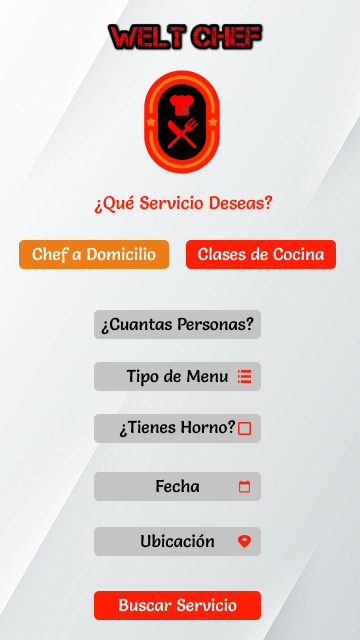 WELT CHEF
¿Qué Servicio Deseas?
Chef a Domicilio
Clases de Cocina
¿Cuantas Personas?
Tipo de Menu
¿Tienes Horno?
Fecha
Ubicación
Buscar Servicio